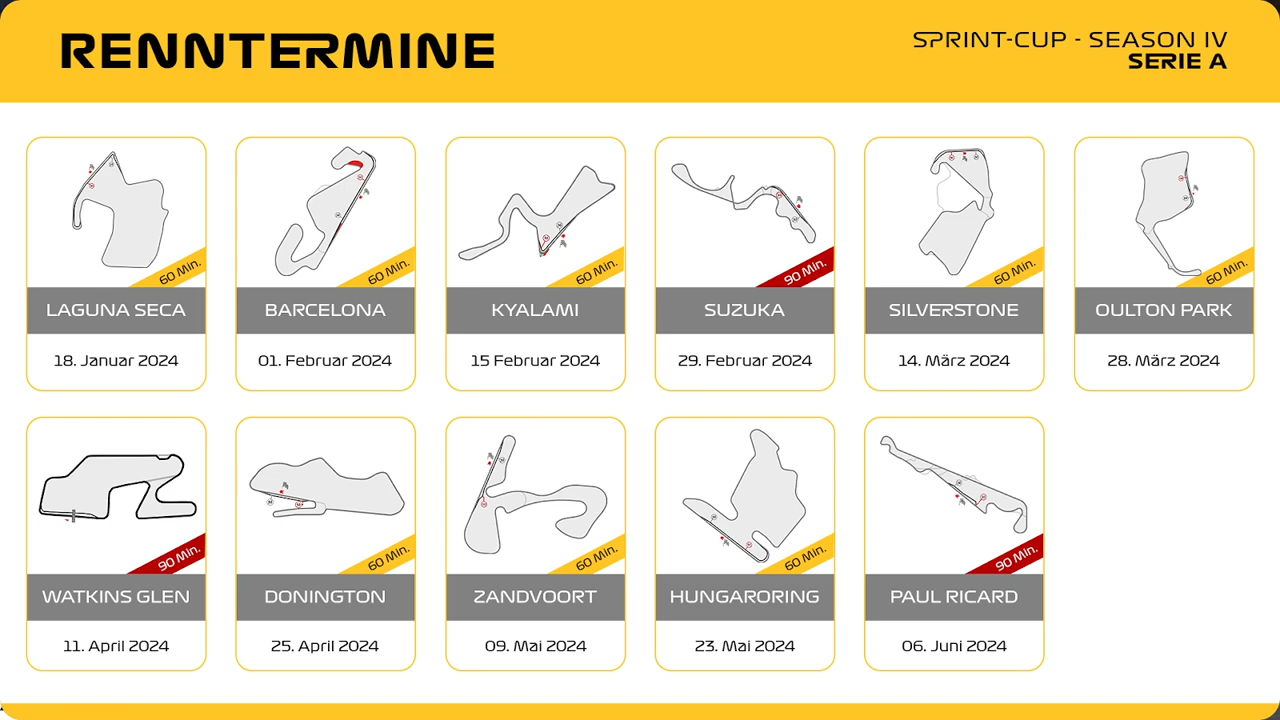 RENNTERMINE
SPRINT-CUP - SEASON IV
SERIE A
60 Min.
LAGUNA SECA
18. Januar 2024
60 Min.
BARCELONA
01. Februar 2024
60 Min.
KYALAMI
15 Februar 2024
90 Min.
SUZUKA
29. Februar 2024
60 Min.
SILVERSTONE
14. März 2024
60 Min.
OULTON PARK
28. März 2024
90 Min.
WATKINS GLEN
11. April 2024
60 Min.
DONINGTON
25. April 2024
60 Min.
ZANDVOORT
09. Mai 2024
60 Min.
HUNGARORING
23. Mai 2024
90 Min.
PAUL RICARD
06. Juni 2024